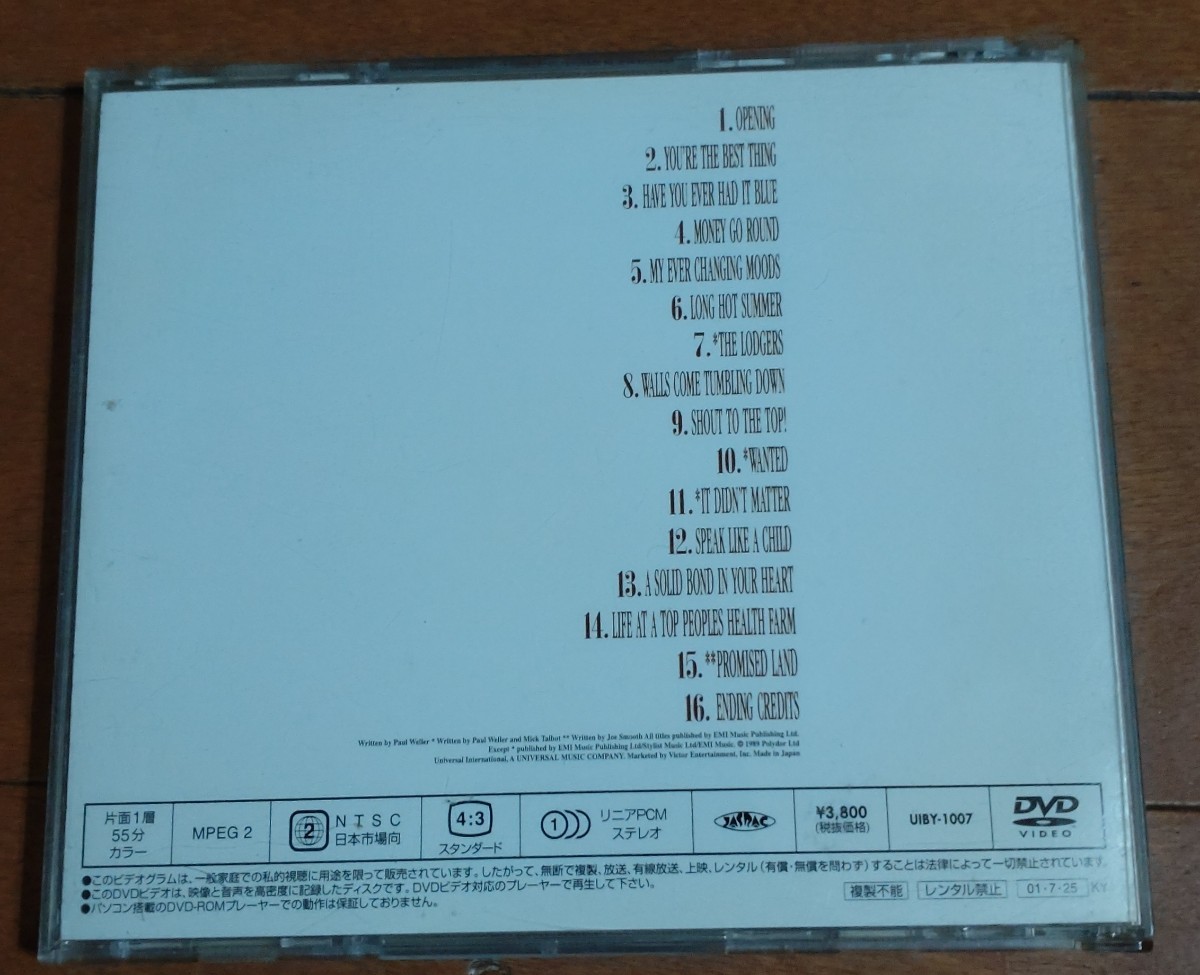 1. OPENING
2. YOU'RE THE BEST THING
3. HAVE YOU EVER HAD IT BLUE
4. MONEY GO ROUND
5. MY EVER CHANGING MOODS
6. LONG HOT SUMMER
7. *THE LODGERS
8. WALLS COME TUMBLING DOWN
9. SHOUT TO THE TOP!
10. *WANTED
11. *IT DIDN'T MATTER
12. SPEAK LIKE A CHILD
13. A SOLID BOND IN YOUR HEART
14. LIFE AT A TOP PEOPLES HEALTH FARM
15. **PROMISED LAND
16. ENDING CREDITS
Written by Paul Weller * Written by Paul Weller and Mick Talbot ** Written by Joe Smooth All titles published by EMI Music Publishing Ltd.
Except * published by EMI Music Publishing Ltd/Stylist Music Ltd/EMI Music. ℗ 1989 Polydor Ltd
Universal International, A UNIVERSAL MUSIC COMPANY. Marketed by Victor Entertainment, Inc. Made in Japan
片面1層
55分
カラー
MPEG 2
2
NTSC
日本市場向
4:3
スタンダード
1
リニアPCM
ステレオ
JASRAC
¥3,800
(税抜価格)
UIBY-1007
DVD
VIDEO
●このビデオグラムは、一般家庭での私的視聴に用途を限って販売されています。したがって、無断で複製、放送、有線放送、上映、レンタル(有償・無償を問わず)することは法律によって一切禁止されています。
●このDVDビデオは、映像と音声を高密度に記録したディスクです。DVDビデオ対応のプレーヤーで再生して下さい。
●パソコン搭載のDVD-ROMプレーヤーでの動作は保証しておりません。
複製不能 レンタル禁止 01・7・25 KY